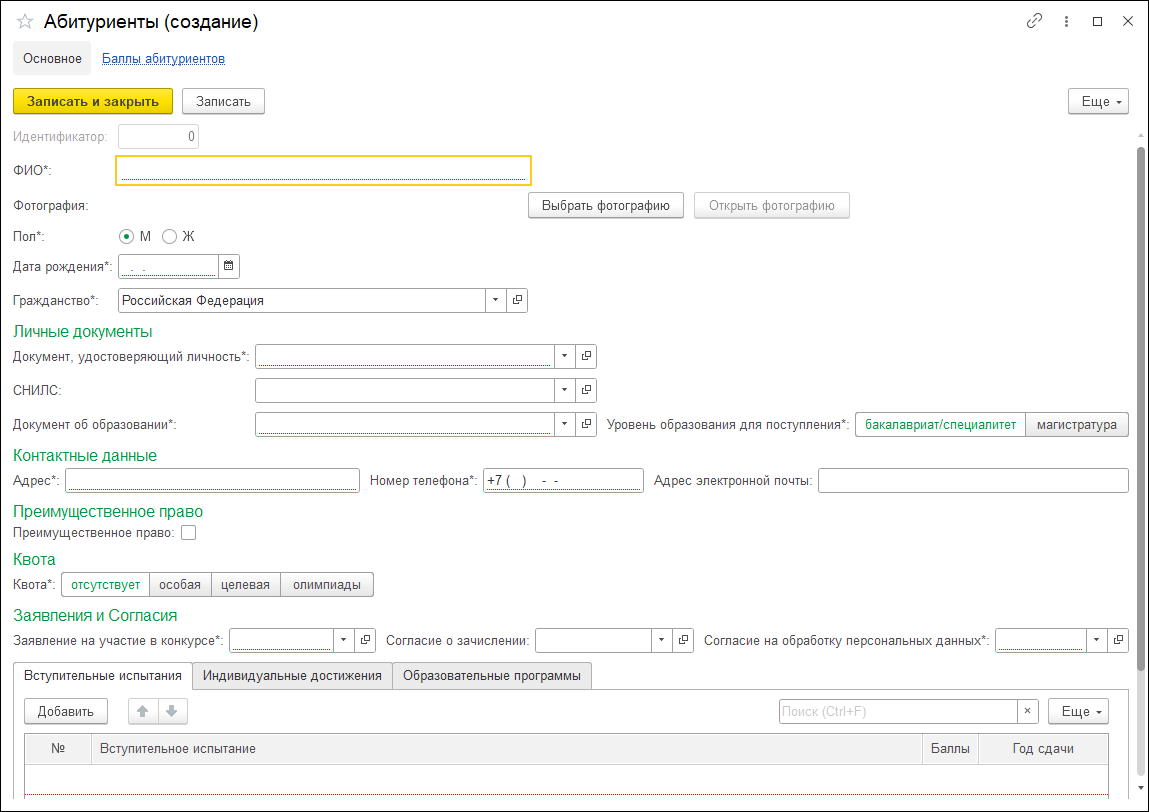 Абитуриенты (создание)
Основное Баллы абитуриентов
Записать и закрыть Записать Еще
Идентификатор: 0
ФИО*:
Фотография: Выбрать фотографию Открыть фотографию
Пол*: М Ж
Дата рождения*: . .
Гражданство*: Российская Федерация
Личные документы
Документ, удостоверяющий личность*:
СНИЛС:
Документ об образовании*: Уровень образования для поступления*: бакалавриат/специалитет магистратура
Контактные данные
Адрес*: Номер телефона*: +7 ( ) - - Адрес электронной почты:
Преимущественное право
Преимущественное право:
Квота
Квота*: отсутствует особая целевая олимпиады
Заявления и Согласия
Заявление на участие в конкурсе*: Согласие о зачислении: Согласие на обработку персональных данных*:
Вступительные испытания Индивидуальные достижения Образовательные программы
Добавить Поиск (Ctrl+F) × Еще
№ Вступительное испытание Баллы Год сдачи